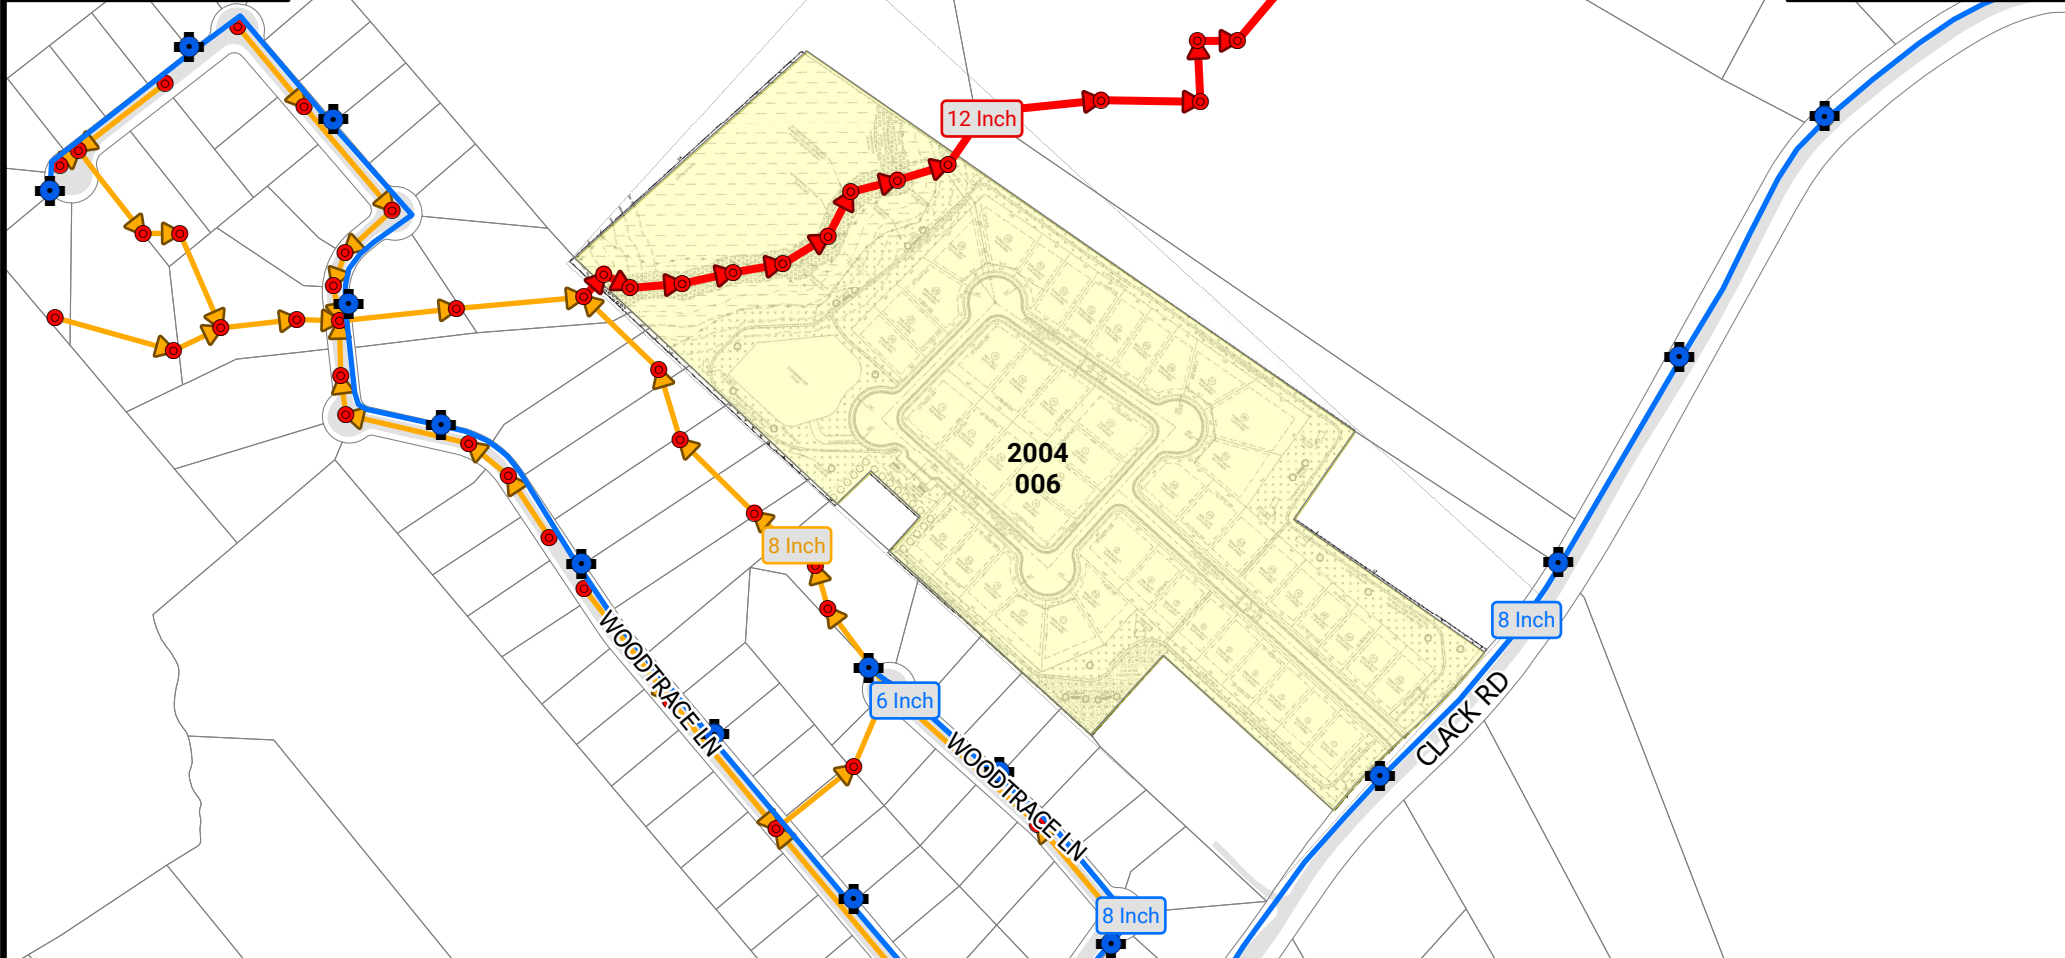 12 Inch
2004
006
8 Inch
8 Inch
6 Inch
WOODTRACE LN
WOODTRACE LN
CLACK RD
8 Inch